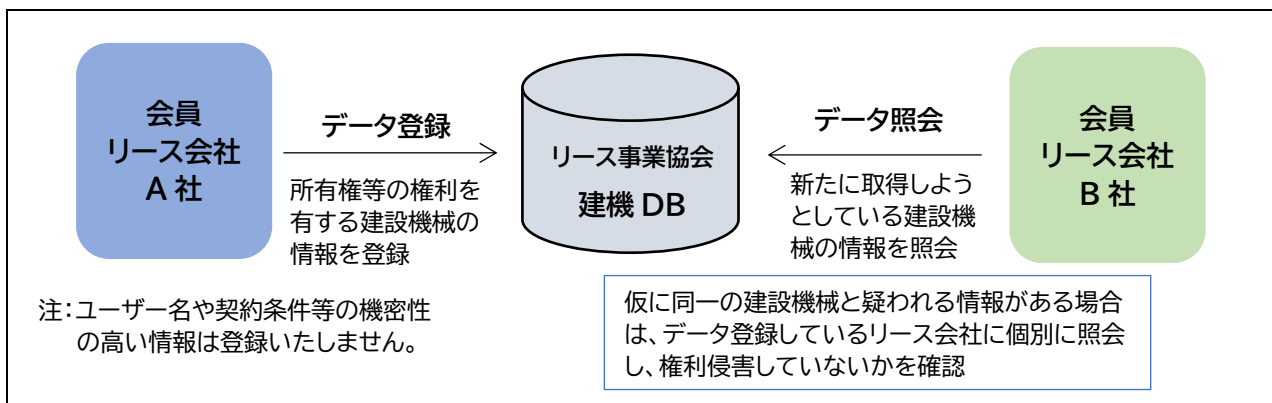 会員
リース会社
A 社
データ登録
所有権等の権利を
有する建設機械の
情報を登録
リース事業協会
建機 DB
データ照会
新たに取得しよう
としている建設機
械の情報を照会
会員
リース会社
B 社
注：ユーザー名や契約条件等の機密性
の高い情報は登録いたしません。
仮に同一の建設機械と疑われる情報がある場合
は、データ登録しているリース会社に個別に照会
し、権利侵害していないかを確認